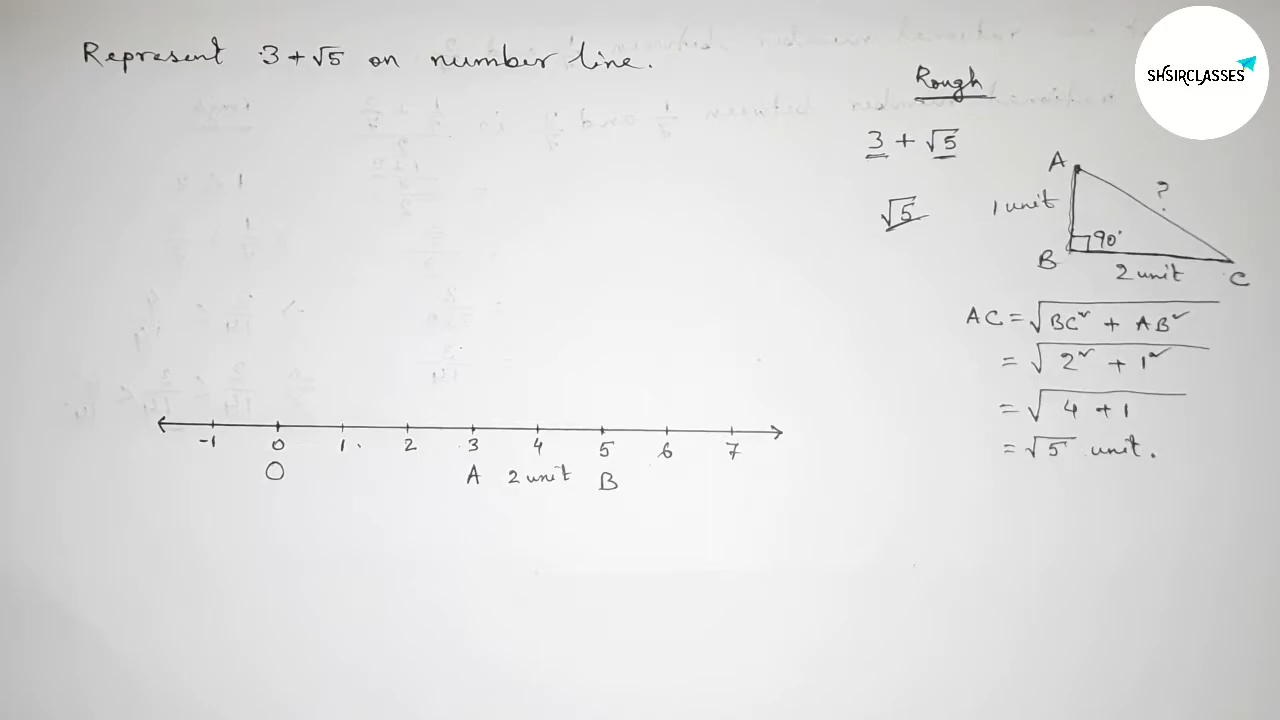 Represent 3 + √5 on number line.
SHSIRCLASSES
Rough
3 + √5
√5
A
1 unit
?
90°
B
2 unit
C
AC = √BC² + AB²
= √2² + 1²
= √4 + 1
= √5 unit.
-1 0 1 2 3 4 5 6 7
O A 2 unit B